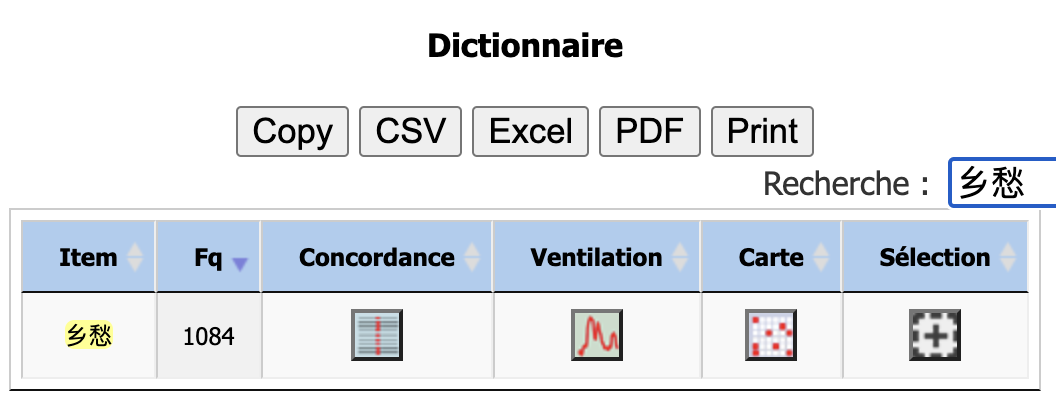 Dictionnaire
Copy CSV Excel PDF Print
Recherche : 乡愁
Item Fq Concordance Ventilation Carte Sélection
乡愁 1084